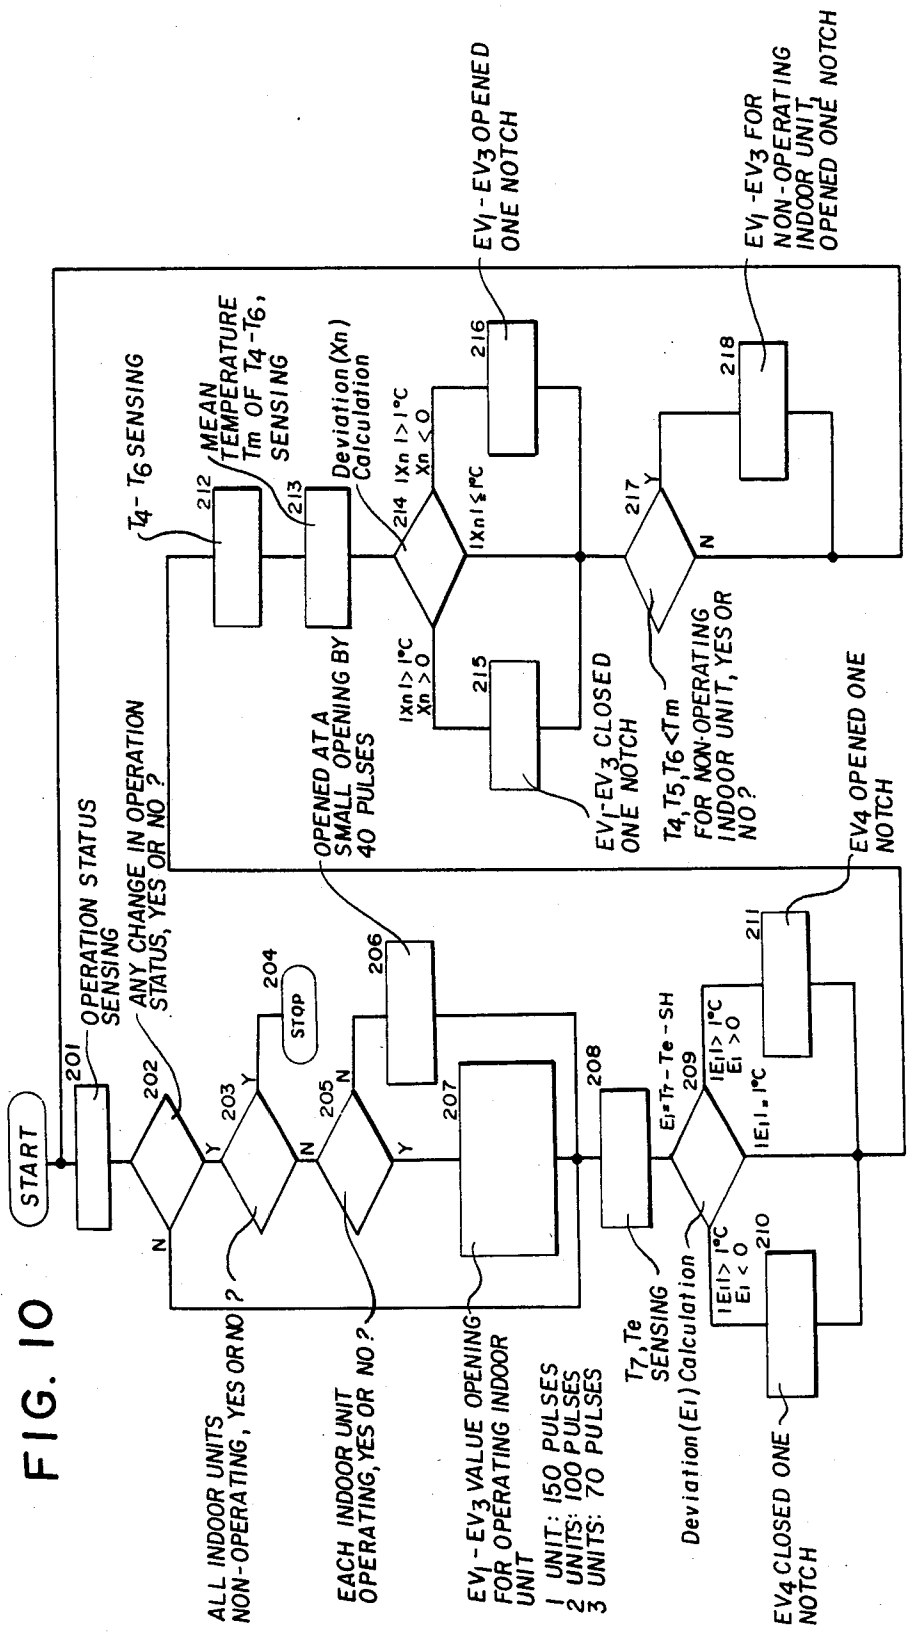 FIG. 10
START
201
OPERATION STATUS
SENSING
202
ANY CHANGE IN OPERATION
STATUS, YES OR NO ?
N
Y
203
ALL INDOOR UNITS
NON-OPERATING, YES OR NO ?
Y
204
STOP
N
205
EACH INDOOR UNIT
OPERATING, YES OR NO ?
N
206
OPENED AT A
SMALL OPENING BY
40 PULSES
Y
207
EV1-EV3 VALUE OPENING
FOR OPERATING INDOOR
UNIT
1 UNIT: 150 PULSES
2 UNITS: 100 PULSES
3 UNITS: 70 PULSES
208
T7, Te
SENSING
E1=T7-Te-SH
209
Deviation (E1) Calculation
|E1|> 1°C
E1 < 0
210
EV4 CLOSED ONE
NOTCH
|E1| = 1°C
|E1|> 1°C
E1 >0
211
EV4 OPENED ONE
NOTCH
T4-T6 SENSING
212
MEAN
TEMPERATURE
Tm OF T4-T6,
SENSING
213
Deviation (Xn)
Calculation
214
|Xn|> 1°C
Xn > 0
215
EV1-EV3 CLOSED
ONE NOTCH
|Xn| ≦ 1°C
|Xn |> 1°C
Xn < 0
216
EV1-EV3 OPENED
ONE NOTCH
217
T4, T5, T6 <Tm
FOR NON-OPERATING
INDOOR UNIT, YES OR
NO?
Y
N
218
EV1-EV3 FOR
NON-OPERATING
INDOOR UNIT,
OPENED ONE NOTCH